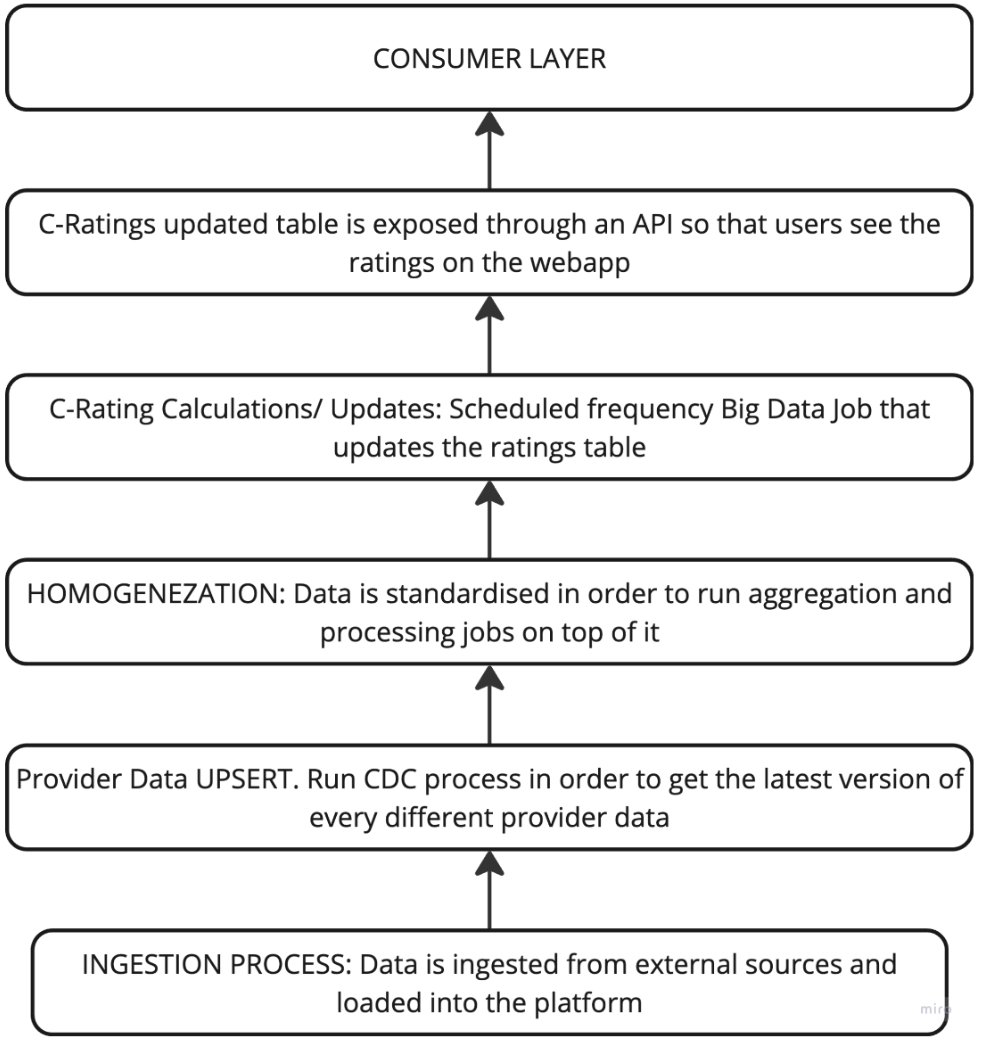 CONSUMER LAYER
C-Ratings updated table is exposed through an API so that users see the
ratings on the webapp
C-Rating Calculations/ Updates: Scheduled frequency Big Data Job that
updates the ratings table
HOMOGENEZATION: Data is standardised in order to run aggregation and
processing jobs on top of it
Provider Data UPSERT. Run CDC process in order to get the latest version of
every different provider data
INGESTION PROCESS: Data is ingested from external sources and
loaded into the platform
miro